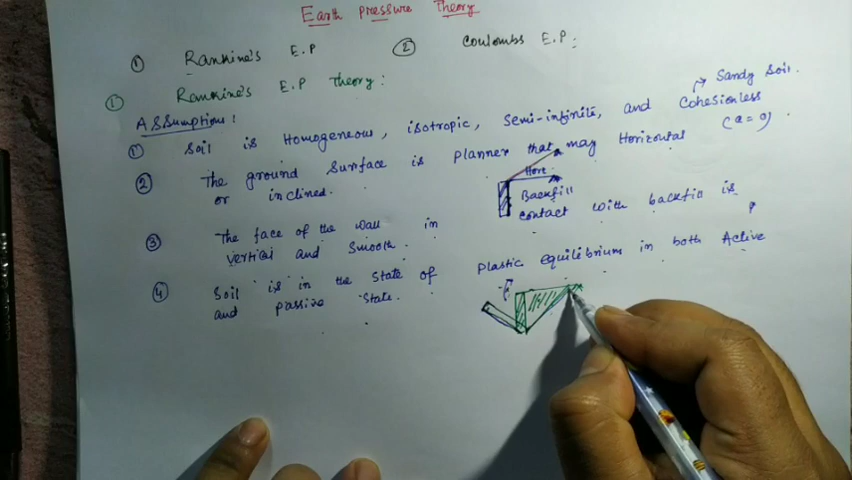 Earth Pressure Theory
① Rankine's E.P ② Coulombs E.P:
① Rankine's E.P Theory:
Assumptions:
→ Sandy Soil.
① Soil is Homogeneous, isotropic, Semi-infinite, and Cohesionless
② The ground Surface is planner that may Horizontal
or inclined.
Hori
Backfill
③ The face of the wall in contact with backfill is
vertical and Smooth.
④ Soil is in the State of Plastic equilibrium in both Active
and passive State.